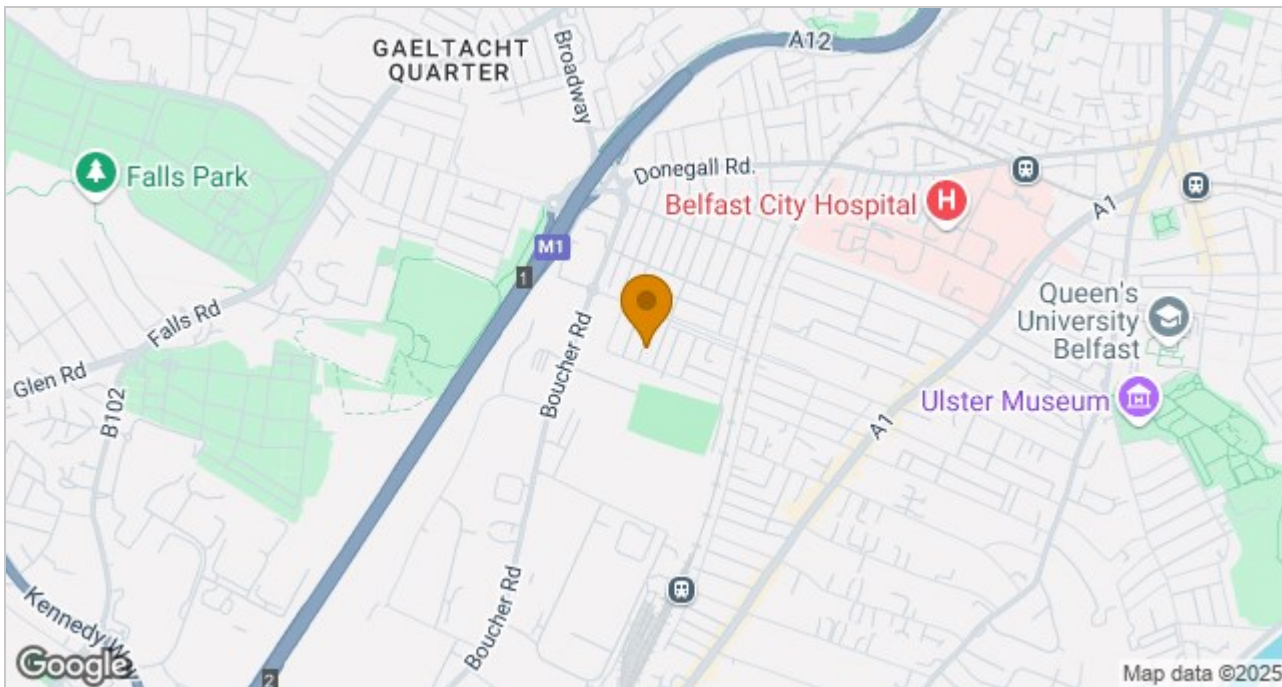 GAELTACHT
QUARTER
Broadway
A12
Falls Park
Donegall Rd.
Belfast City Hospital
H
A1
M1
1
Queen's
University
Belfast
Falls Rd
Boucher Rd
Glen Rd
Ulster Museum
B102
A1
Kennedy Way
Boucher Rd
2
Google
Map data ©2025